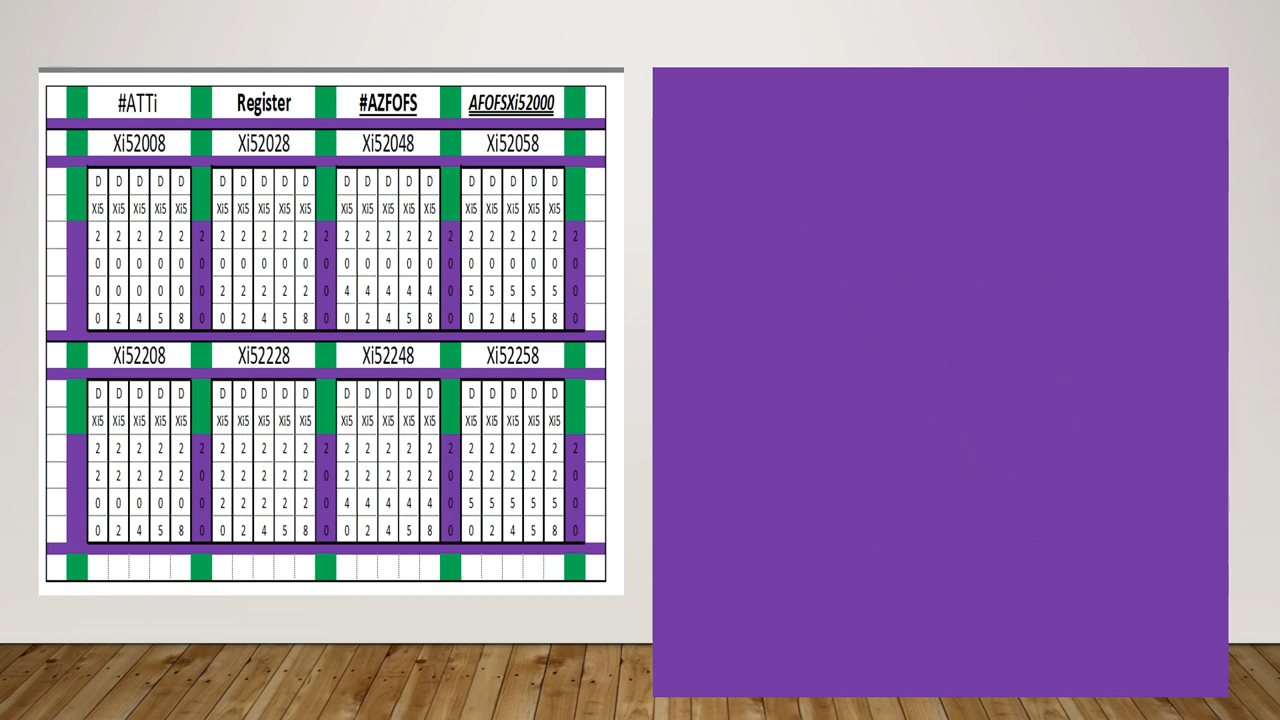 #ATTi Register #AZFOFS AFOFSXi52000
Xi52008 Xi52028 Xi52048 Xi52058
D D D D D D D D D D D D D D D D D D D D
Xi5 Xi5 Xi5 Xi5 Xi5 Xi5 Xi5 Xi5 Xi5 Xi5 Xi5 Xi5 Xi5 Xi5 Xi5 Xi5 Xi5 Xi5 Xi5 Xi5
2 2 2 2 2 2 2 2 2 2 2 2 2 2 2 2 2 2 2 2 2 2 2 2
0 0 0 0 0 0 0 0 0 0 0 0 0 0 0 0 0 0 0 0 0 0 0 0
0 0 0 0 0 0 2 2 2 2 2 0 4 4 4 4 4 0 5 5 5 5 5 0
0 2 4 5 8 0 0 2 4 5 8 0 0 2 4 5 8 0 0 2 4 5 8 0
Xi52208 Xi52228 Xi52248 Xi52258
D D D D D D D D D D D D D D D D D D D D
Xi5 Xi5 Xi5 Xi5 Xi5 Xi5 Xi5 Xi5 Xi5 Xi5 Xi5 Xi5 Xi5 Xi5 Xi5 Xi5 Xi5 Xi5 Xi5 Xi5
2 2 2 2 2 2 2 2 2 2 2 2 2 2 2 2 2 2 2 2 2 2 2 2
2 2 2 2 2 0 2 2 2 2 2 0 2 2 2 2 2 0 2 2 2 2 2 0
0 0 0 0 0 0 2 2 2 2 2 0 4 4 4 4 4 0 5 5 5 5 5 0
0 2 4 5 8 0 0 2 4 5 8 0 0 2 4 5 8 0 0 2 4 5 8 0